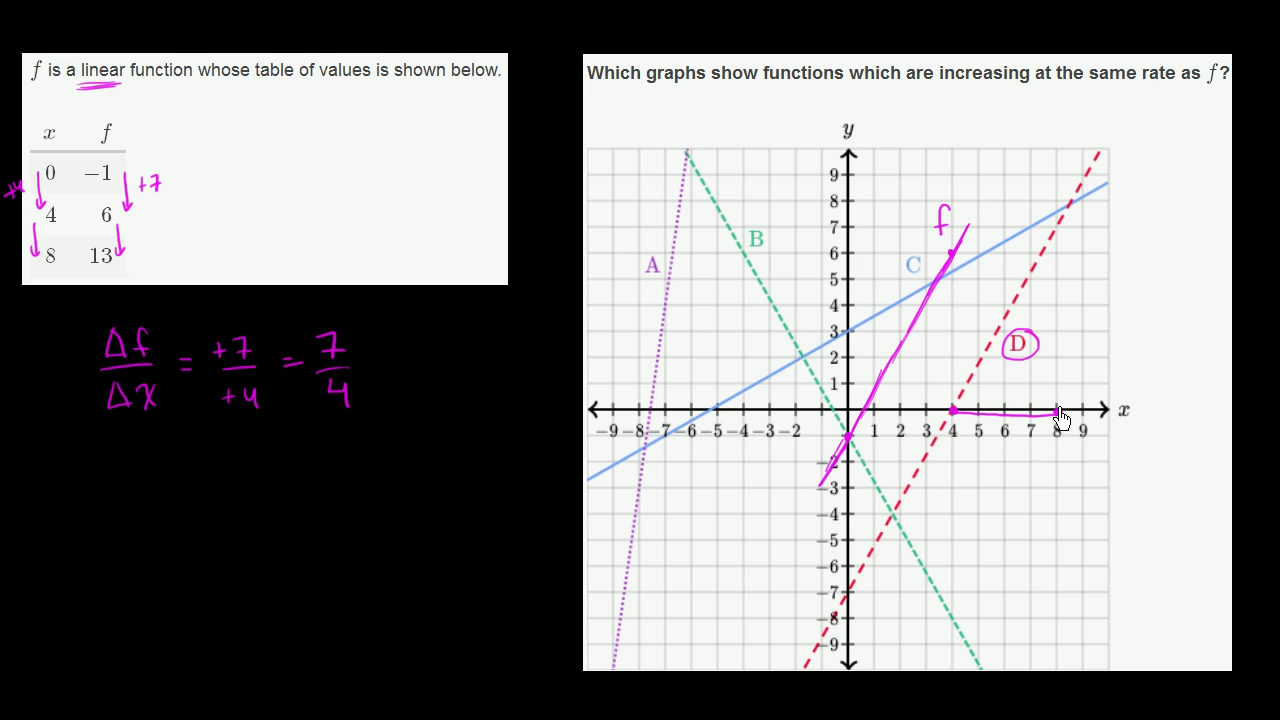 f is a linear function whose table of values is shown below.
x f
0 −1
4 6
8 13
+4
+7
Δf/Δx = +7/+4 = 7/4
Which graphs show functions which are increasing at the same rate as f?
y
9
8
7
6
5
4
3
2
1
−9 −8 −7 −6 −5 −4 −3 −2 1 2 3 4 5 6 7 8 9 x
−2
−3
−4
−5
−6
−7
−8
−9
A
B
C
f
D